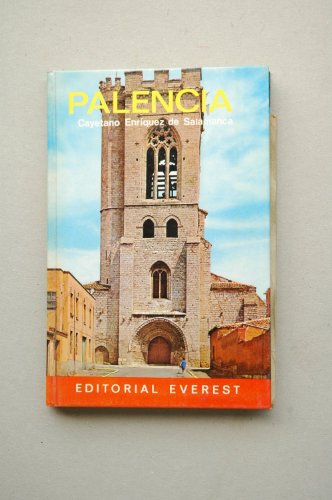 PALENCIA
Cayetano Enríquez de Salamanca
EDITORIAL EVEREST